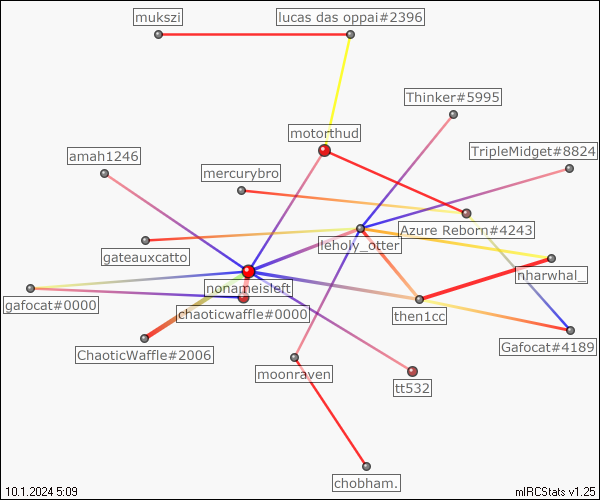 mukszi
lucas das oppai#2396
Thinker#5995
motorthud
TripleMidget#8824
amah1246
mercurybro
Azure Reborn#4243
leholy_otter
gateauxcatto
nharwhal_
nonameisleft
gafocat#0000
chaoticwaffle#0000
then1cc
Gafocat#4189
ChaoticWaffle#2006
moonraven
tt532
chobham.
10.1.2024 5:09
mIRCStats v1.25